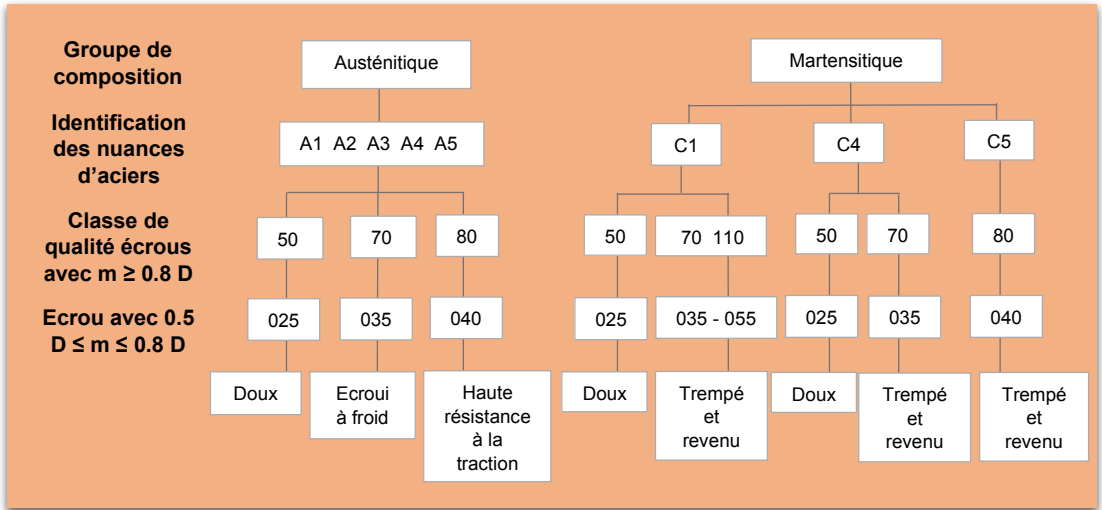 Groupe de
composition
Austénitique
Martensitique
Identification
des nuances
d'aciers
A1 A2 A3 A4 A5
C1
C4
C5
Classe de
qualité écrous
avec m ≥ 0.8 D
50
70
80
50
70 110
50
70
80
Ecrou avec 0.5
D ≤ m ≤ 0.8 D
025
035
040
025
035 - 055
025
035
040
Doux
Ecroui
à froid
Haute
résistance
à la
traction
Doux
Trempé
et
revenu
Doux
Trempé
et
revenu
Trempé
et
revenu